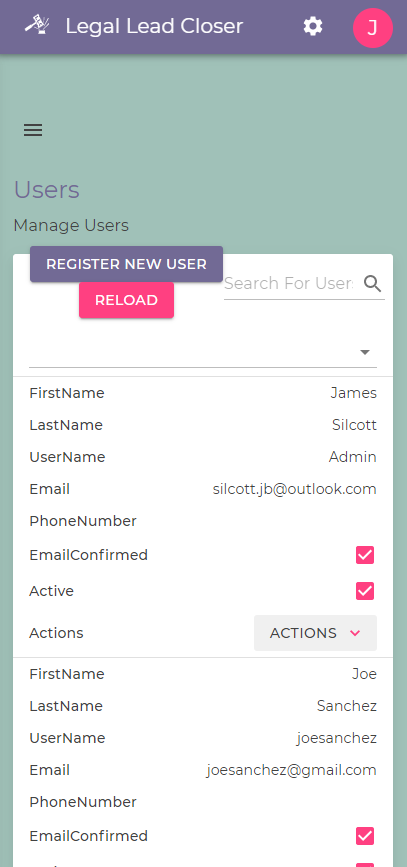 Legal Lead Closer
J
Users
Manage Users
REGISTER NEW USER
Search For Users
RELOAD
FirstName James
LastName Silcott
UserName Admin
Email silcott.jb@outlook.com
PhoneNumber
EmailConfirmed
Active
Actions ACTIONS
FirstName Joe
LastName Sanchez
UserName joesanchez
Email joesanchez@gmail.com
PhoneNumber
EmailConfirmed